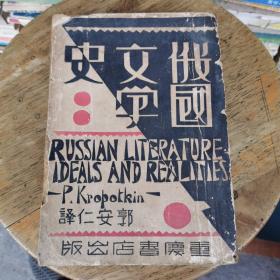 俄國
文學
史
RUSSIAN LITERATURE
IDEALS AND REALITIES
-P. Kropotkin-
郭安仁譯
重慶書店出版